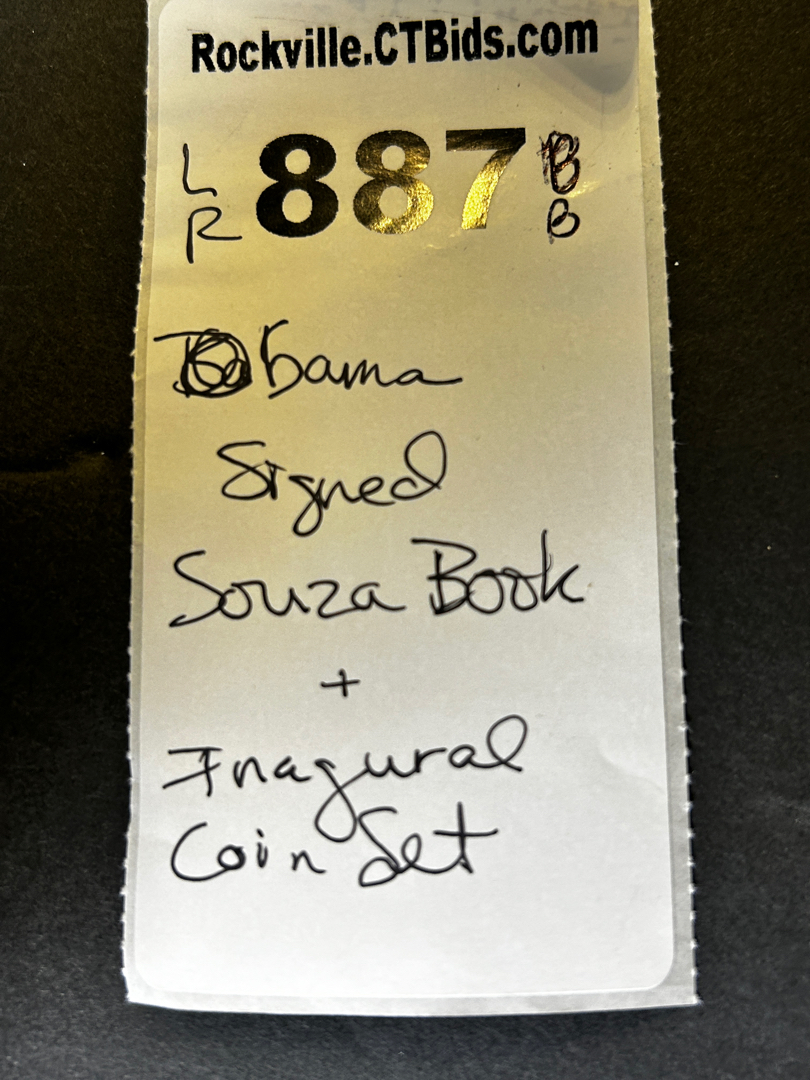 Rockville.CTBids.com
L 887 B
R B
Obama
Signed
Souza Book
+
Inagural
Coin Set